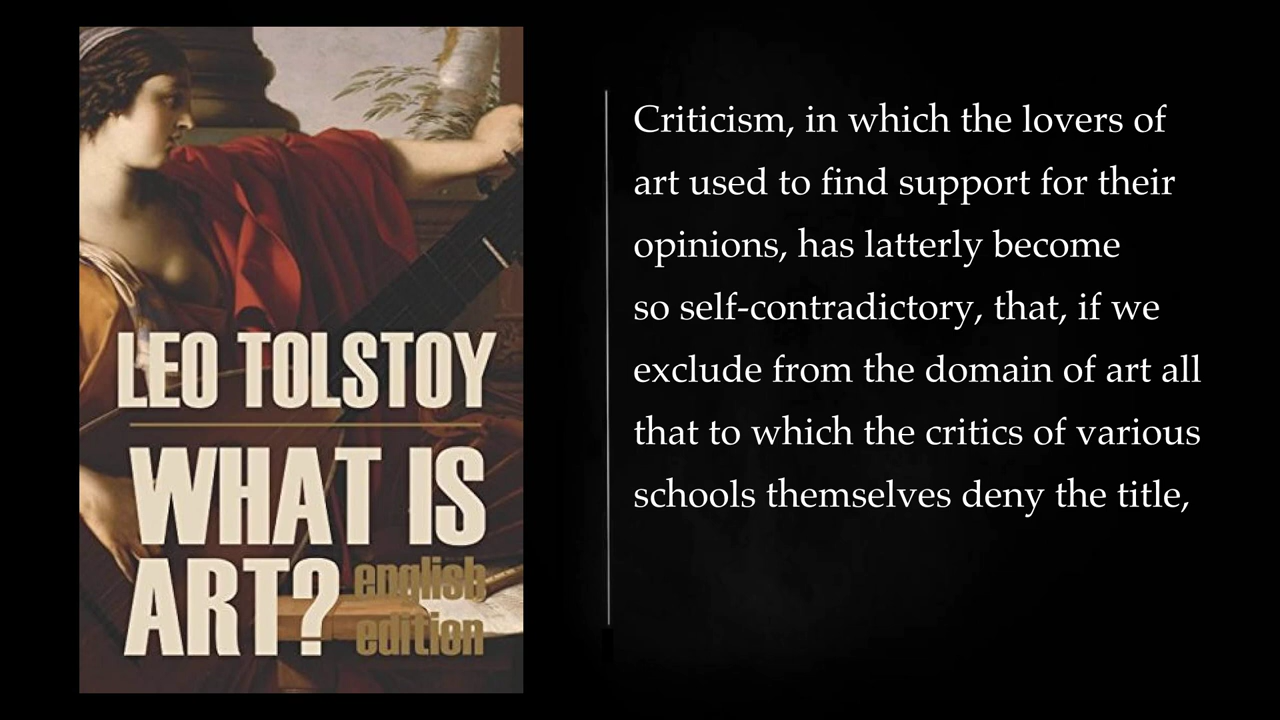 LEO TOLSTOY
WHAT IS
ART?
english
edition
Criticism, in which the lovers of
art used to find support for their
opinions, has latterly become
so self-contradictory, that, if we
exclude from the domain of art all
that to which the critics of various
schools themselves deny the title,